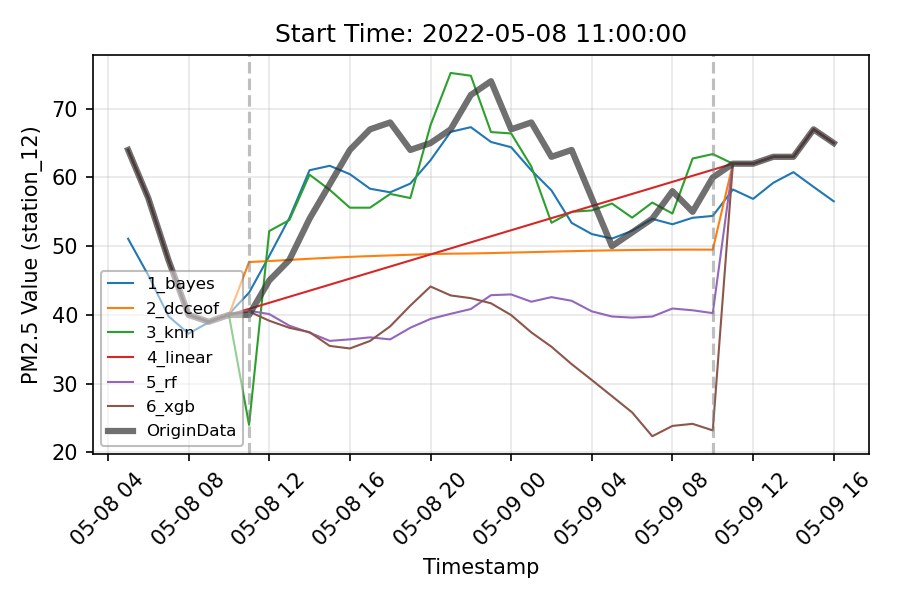 Start Time: 2022-05-08 11:00:00
PM2.5 Value (station_12)
70
60
50
40
30
20
1_bayes
2_dcceof
3_knn
4_linear
5_rf
6_xgb
OriginData
05-08 04
05-08 08
05-08 12
05-08 16
05-08 20
05-09 00
05-09 04
05-09 08
05-09 12
05-09 16
Timestamp